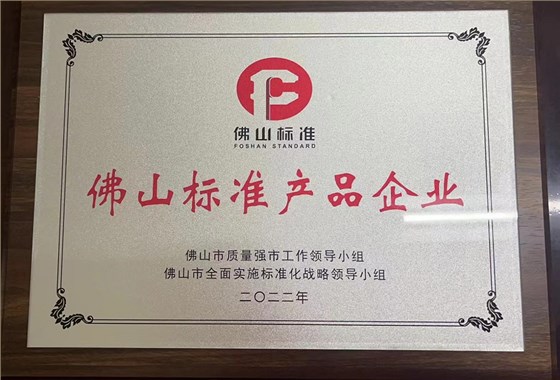 佛山标准
FOSHAN STANDARD
佛山标准产品企业
佛山市质量强市工作领导小组
佛山市全面实施标准化战略领导小组
二〇二二年